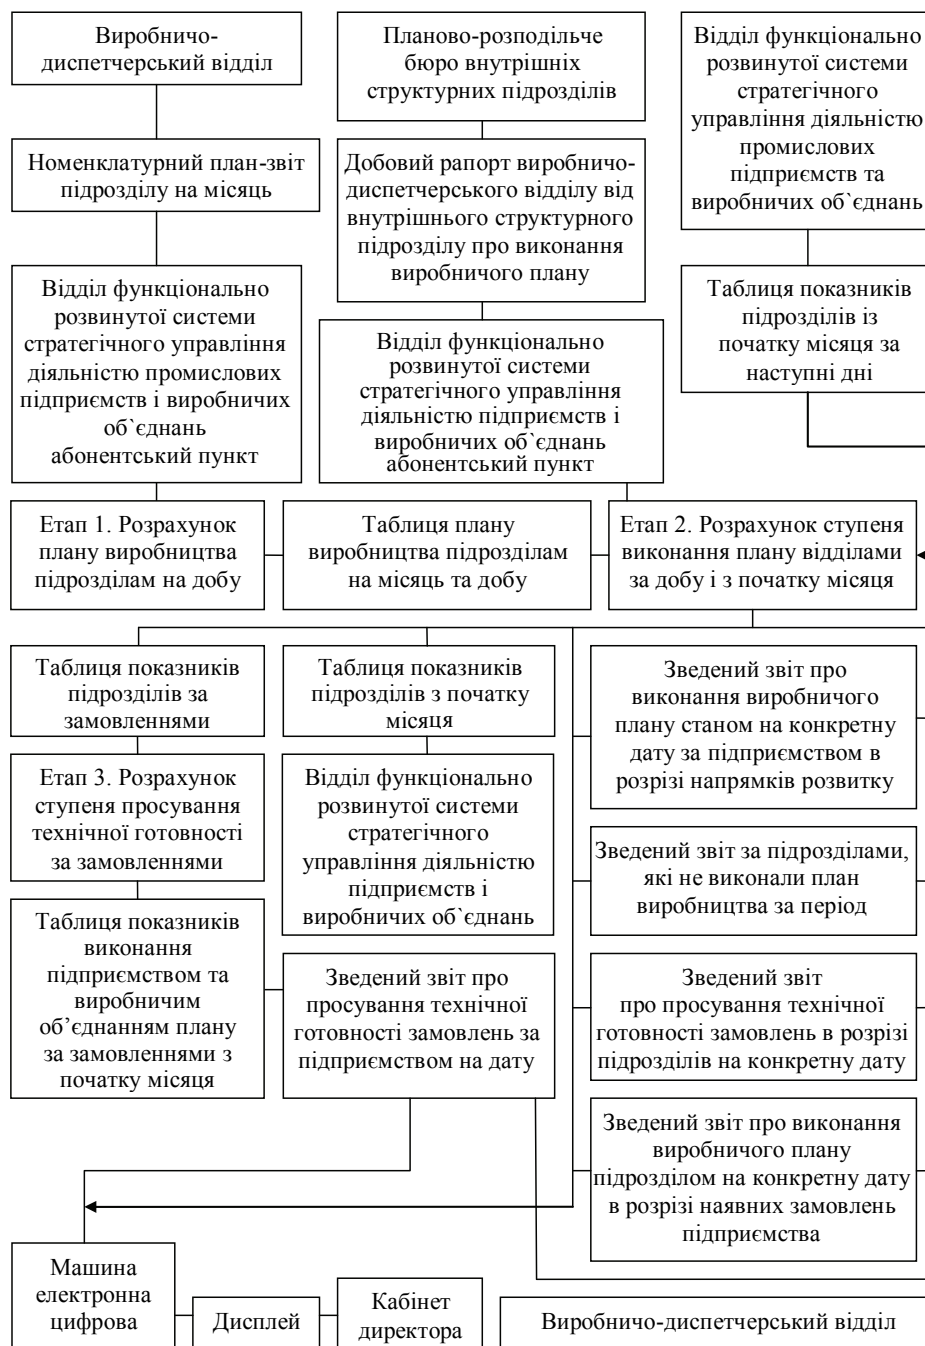 Виробничо-
диспетчерський відділ
Планово-розподільче
бюро внутрішніх
структурних підрозділів
Відділ функціонально
розвинутої системи
стратегічного
управління діяльністю
промислових
підприємств та
виробничих об`єднань
Номенклатурний план-звіт
підрозділу на місяць
Добовий рапорт виробничо-
диспетчерського відділу від
внутрішнього структурного
підрозділу про виконання
виробничого плану
Відділ функціонально
розвинутої системи
стратегічного управління
діяльністю промислових
підприємств і виробничих
об`єднань
абонентський пункт
Відділ функціонально
розвинутої системи
стратегічного управління
діяльністю підприємств і
виробничих об`єднань
абонентський пункт
Таблиця показників
підрозділів із
початку місяця за
наступні дні
Етап 1. Розрахунок
плану виробництва
підрозділам на добу
Таблиця плану
виробництва підрозділам
на місяць та добу
Етап 2. Розрахунок ступеня
виконання плану відділами
за добу і з початку місяця
Таблиця показників
підрозділів за
замовленнями
Таблиця показників
підрозділів з початку
місяця
Зведений звіт про
виконання виробничого
плану станом на конкретну
дату за підприємством в
розрізі напрямків розвитку
Етап 3. Розрахунок
ступеня просування
технічної готовності
за замовленнями
Відділ функціонально
розвинутої системи
стратегічного
управління діяльністю
підприємств і
виробничих об`єднань
Зведений звіт за підрозділами,
які не виконали план
виробництва за період
Таблиця показників
виконання
підприємством та
виробничим
об’єднанням плану
за замовленнями з
початку місяця
Зведений звіт про
просування технічної
готовності замовлень за
підприємством на дату
Зведений звіт
про просування технічної
готовності замовлень в розрізі
підрозділів на конкретну дату
Зведений звіт про виконання
виробничого плану
підрозділом на конкретну дату
в розрізі наявних замовлень
підприємства
Машина
електронна
цифрова
Дисплей
Кабінет
директора
Виробничо-диспетчерський відділ